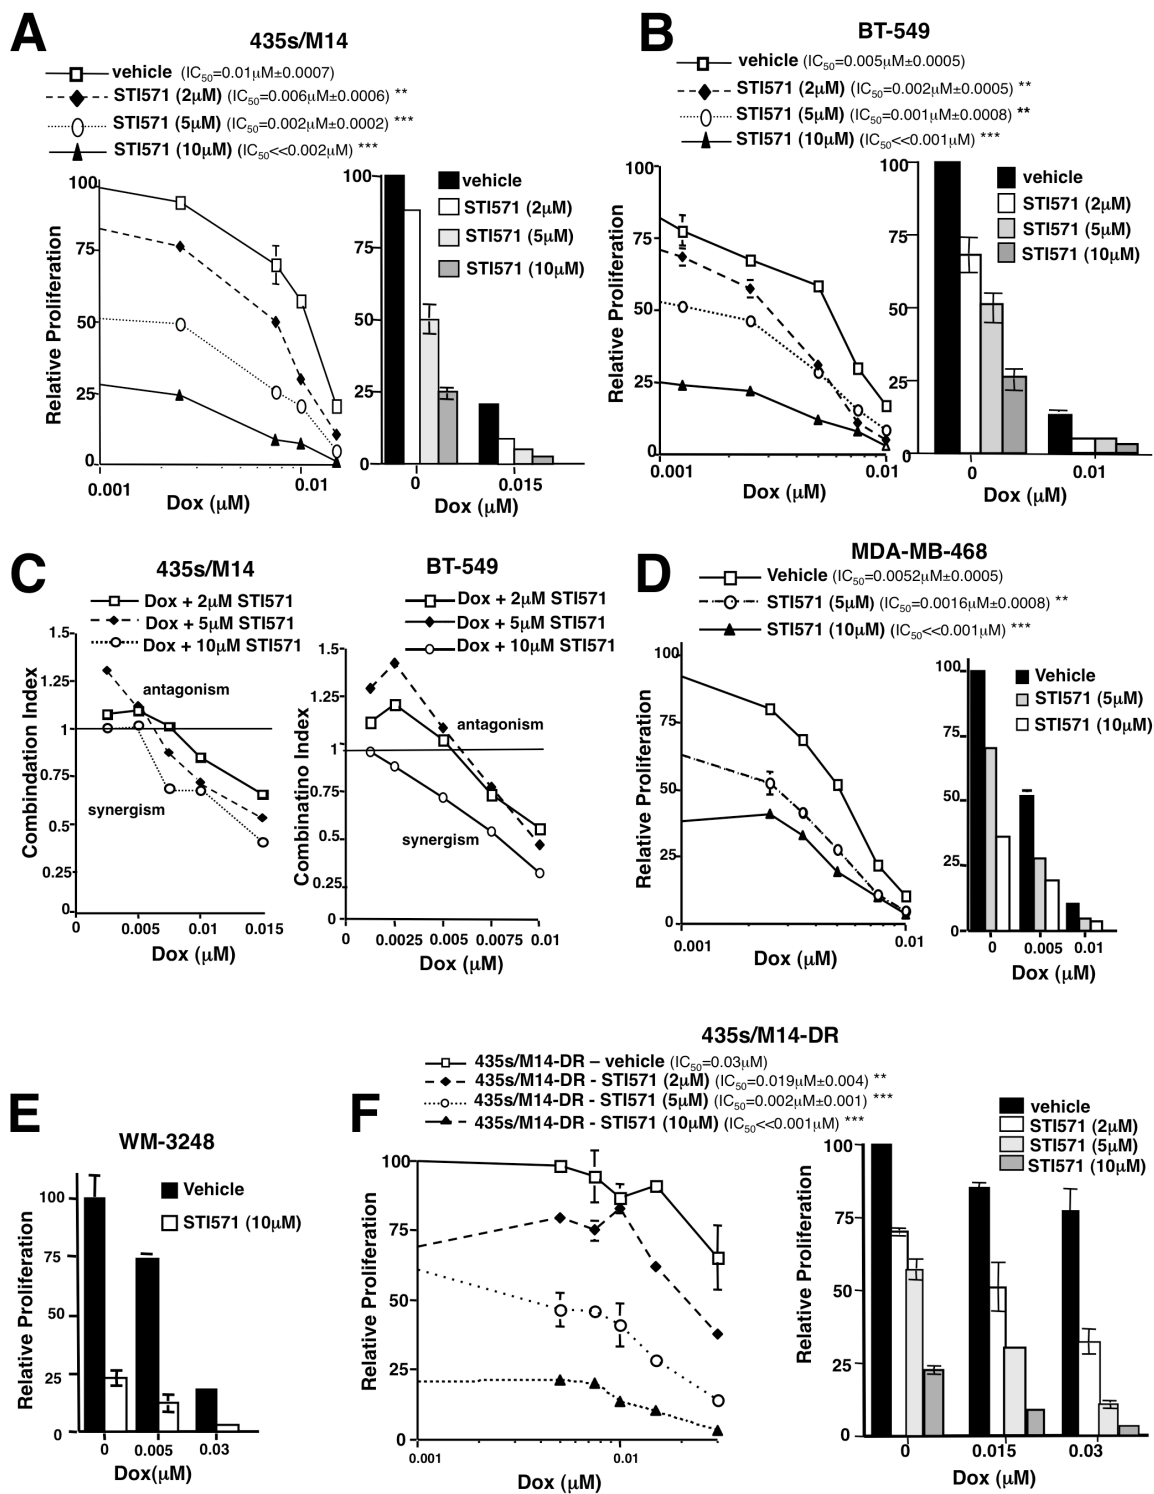 A
435s/M14
vehicle (IC50=0.01μM±0.0007)
STI571 (2μM) (IC50=0.006μM±0.0006) **
STI571 (5μM) (IC50=0.002μM±0.0002) ***
STI571 (10μM) (IC50<<0.002μM) ***
Relative Proliferation
100
75
50
25
0
0.001
0.01
Dox (μM)
100
75
50
25
0
vehicle
STI571 (2μM)
STI571 (5μM)
STI571 (10μM)
0
0.015
Dox (μM)
B
BT-549
vehicle (IC50=0.005μM±0.0005)
STI571 (2μM) (IC50=0.002μM±0.0005) **
STI571 (5μM) (IC50=0.001μM±0.0008) **
STI571 (10μM) (IC50<<0.001μM) ***
Relative Proliferation
100
75
50
25
0
0.001
0.01
Dox (μM)
100
75
50
25
0
vehicle
STI571 (2μM)
STI571 (5μM)
STI571 (10μM)
0
0.01
Dox (μM)
C
435s/M14
Dox + 2μM STI571
Dox + 5μM STI571
Dox + 10μM STI571
Combindation Index
1.5
1.25
1
0.75
0.5
0.25
0
antagonism
synergism
0
0.005
0.01
0.015
Dox (μM)
BT-549
Dox + 2μM STI571
Dox + 5μM STI571
Dox + 10μM STI571
Combinatino Index
1.5
1.25
1
0.75
0.5
0.25
0
antagonism
synergism
0
0.0025
0.005
0.0075
0.01
Dox (μM)
D
MDA-MB-468
Vehicle (IC50=0.0052μM±0.0005)
STI571 (5μM) (IC50=0.0016μM±0.0008) **
STI571 (10μM) (IC50<<0.001μM) ***
Relative Proliferation
100
75
50
25
0
0.001
0.01
Dox (μM)
100
75
50
25
0
Vehicle
STI571 (5μM)
STI571 (10μM)
0
0.005
0.01
Dox (μM)
E
WM-3248
Vehicle
STI571 (10μM)
Relative Proliferation
100
75
50
25
0
0
0.005
0.03
Dox(μM)
F
435s/M14-DR
435s/M14-DR – vehicle (IC50=0.03μM)
435s/M14-DR - STI571 (2μM) (IC50=0.019μM±0.004) **
435s/M14-DR - STI571 (5μM) (IC50=0.002μM±0.001) ***
435s/M14-DR - STI571 (10μM) (IC50<<0.001μM) ***
Relative Proliferation
100
75
50
25
0
0.001
0.01
Dox (μM)
vehicle
STI571 (2μM)
STI571 (5μM)
STI571 (10μM)
Relative Proliferation
100
75
50
25
0
0
0.015
0.03
Dox (μM)